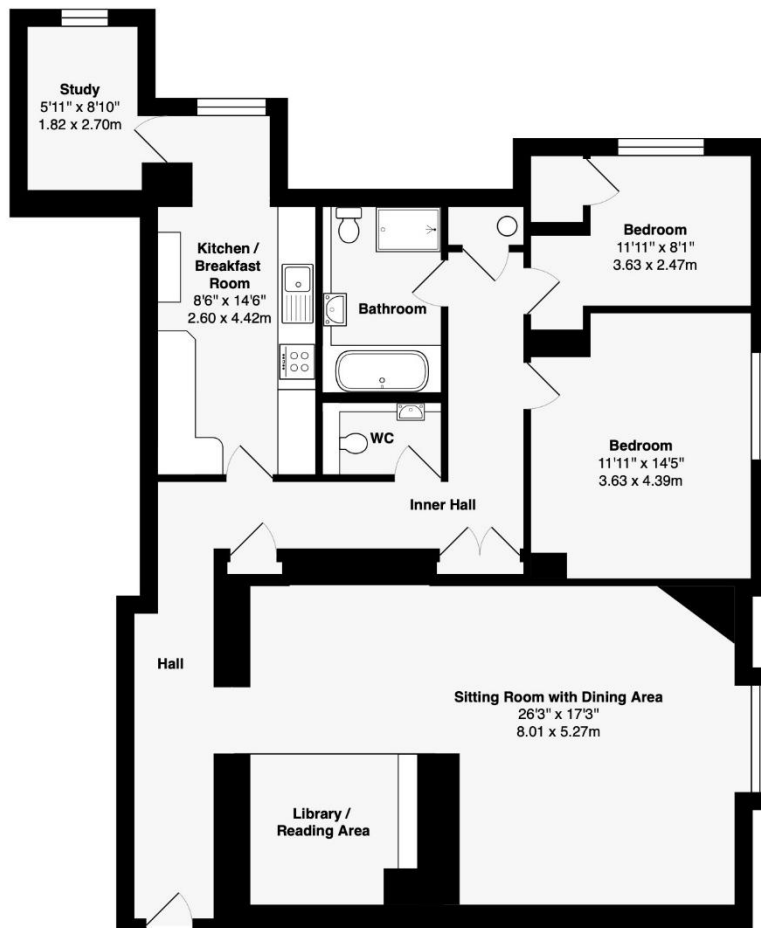 Study
5'11" x 8'10"
1.82 x 2.70m
Kitchen /
Breakfast
Room
8'6" x 14'6"
2.60 x 4.42m
Bathroom
Bedroom
11'11" x 8'1"
3.63 x 2.47m
WC
Bedroom
11'11" x 14'5"
3.63 x 4.39m
Inner Hall
Hall
Sitting Room with Dining Area
26'3" x 17'3"
8.01 x 5.27m
Library /
Reading Area